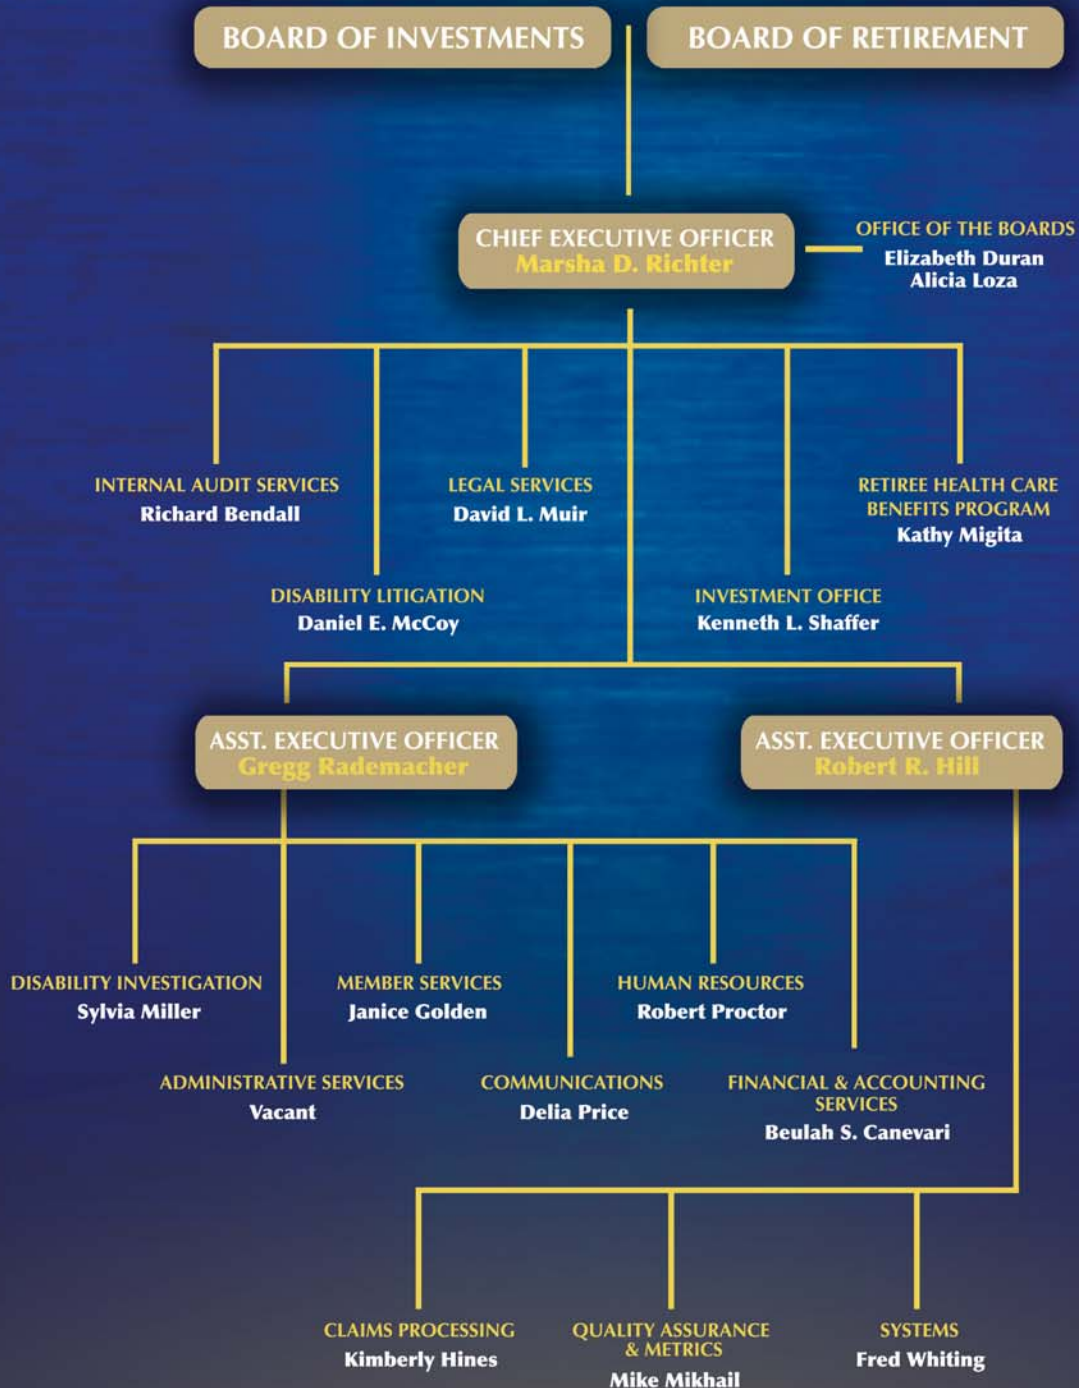 BOARD OF INVESTMENTS
BOARD OF RETIREMENT
CHIEF EXECUTIVE OFFICER
Marsha D. Richter
OFFICE OF THE BOARDS
Elizabeth Duran
Alicia Loza
INTERNAL AUDIT SERVICES
Richard Bendall
LEGAL SERVICES
David L. Muir
RETIREE HEALTH CARE
BENEFITS PROGRAM
Kathy Migita
DISABILITY LITIGATION
Daniel E. McCoy
INVESTMENT OFFICE
Kenneth L. Shaffer
ASST. EXECUTIVE OFFICER
Gregg Rademacher
ASST. EXECUTIVE OFFICER
Robert R. Hill
DISABILITY INVESTIGATION
Sylvia Miller
MEMBER SERVICES
Janice Golden
HUMAN RESOURCES
Robert Proctor
ADMINISTRATIVE SERVICES
Vacant
COMMUNICATIONS
Delia Price
FINANCIAL & ACCOUNTING
SERVICES
Beulah S. Canevari
CLAIMS PROCESSING
Kimberly Hines
QUALITY ASSURANCE
& METRICS
Mike Mikhail
SYSTEMS
Fred Whiting